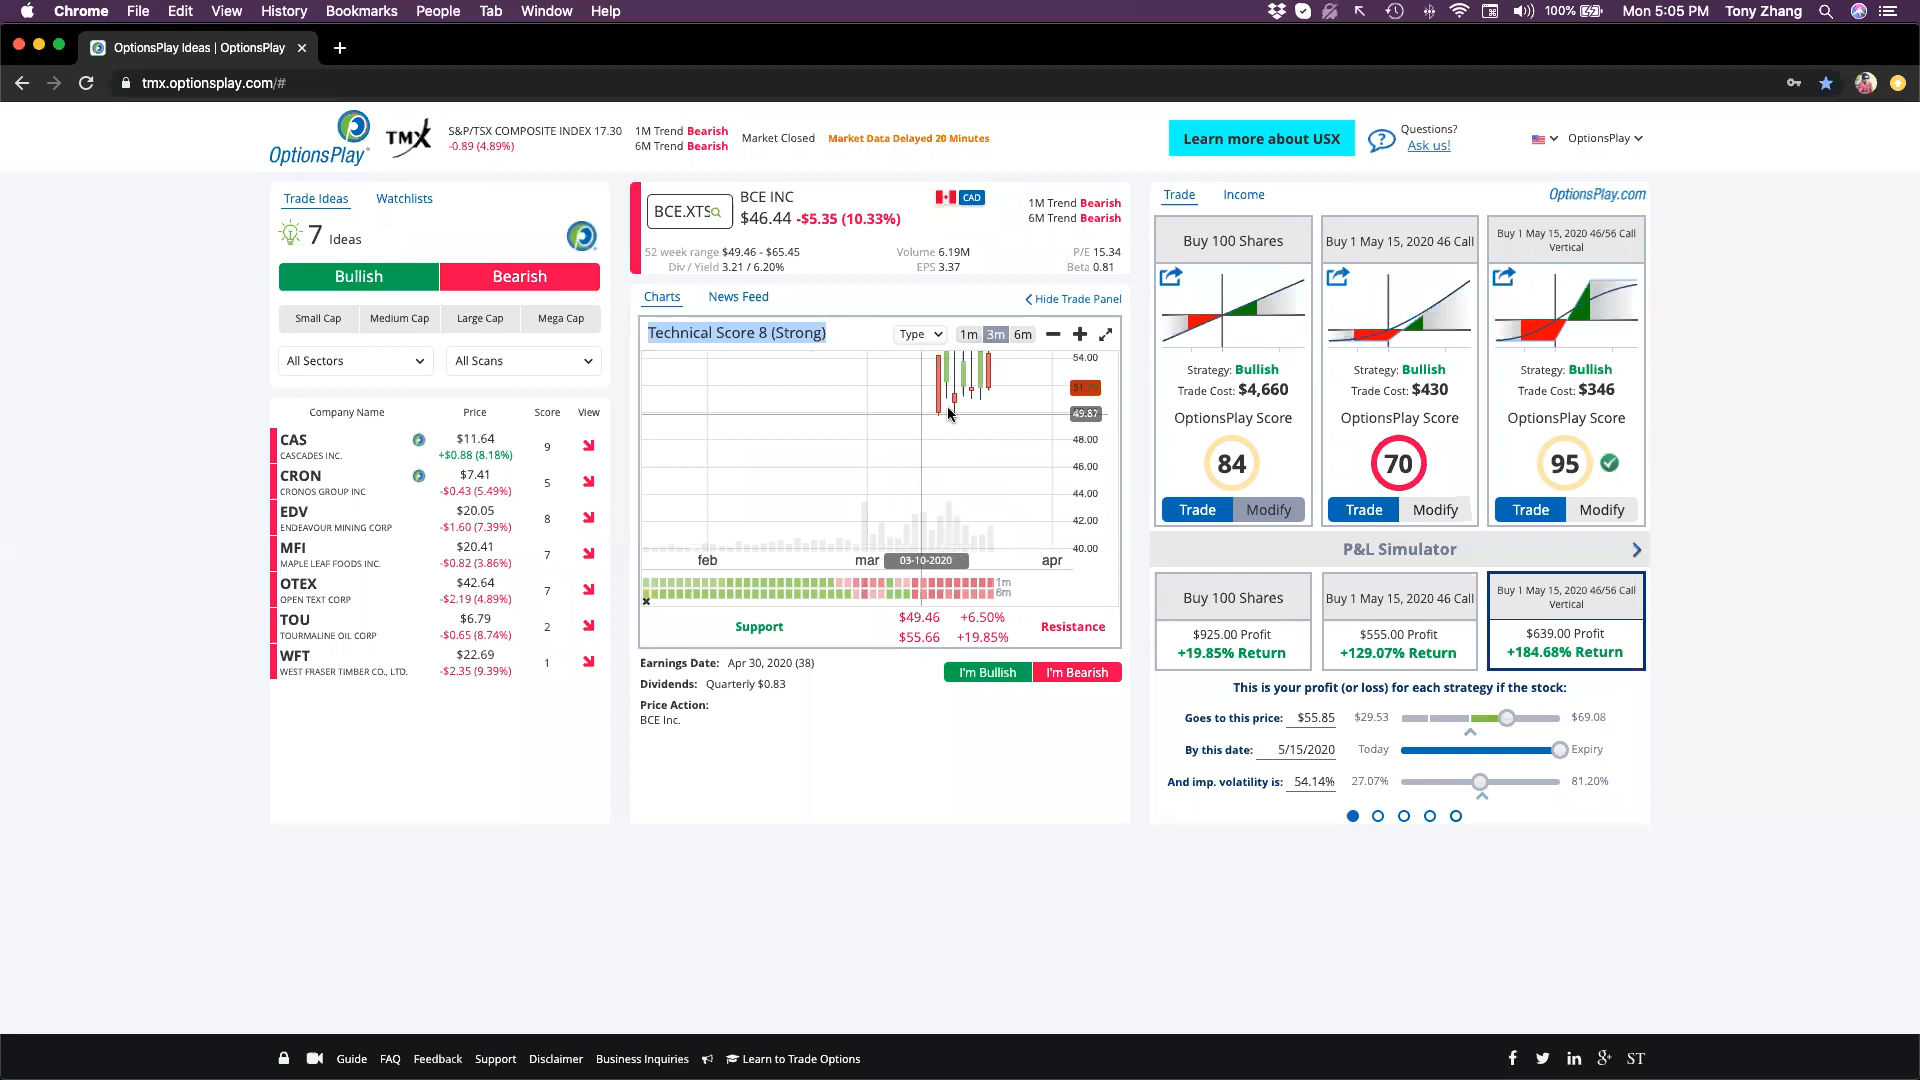 Chrome File Edit View History Bookmarks People Tab Window Help
100% Mon 5:05 PM Tony Zhang
OptionsPlay Ideas | OptionsPlay
tmx.optionsplay.com/#
OptionsPlay
TMX
S&P/TSX COMPOSITE INDEX 17.30
-0.89 (4.89%)
1M Trend Bearish
6M Trend Bearish
Market Closed
Market Data Delayed 20 Minutes
Learn more about USX
Questions?
Ask us!
OptionsPlay
Trade Ideas Watchlists
7 Ideas
Bullish Bearish
Small Cap Medium Cap Large Cap Mega Cap
All Sectors All Scans
Company Name Price Score View
CAS $11.64 9
CASCADES INC. +$0.88 (8.18%)
CRON $7.41 5
CRONOS GROUP INC -$0.43 (5.49%)
EDV $20.05 8
ENDEAVOUR MINING CORP -$1.60 (7.39%)
MFI $20.41 7
MAPLE LEAF FOODS INC. -$0.82 (3.86%)
OTEX $42.64 7
OPEN TEXT CORP -$2.19 (4.89%)
TOU $6.79 2
TOURMALINE OIL CORP -$0.65 (8.74%)
WFT $22.69 1
WEST FRASER TIMBER CO., LTD. -$2.35 (9.39%)
BCE.XTS
BCE INC
$46.44 -$5.35 (10.33%)
CAD
1M Trend Bearish
6M Trend Bearish
52 week range $49.46 - $65.45 Volume 6.19M P/E 15.34
Div / Yield 3.21 / 6.20% EPS 3.37 Beta 0.81
Charts News Feed Hide Trade Panel
Technical Score 8 (Strong) Type 1m 3m 6m
54.00
49.87
48.00
46.00
44.00
42.00
40.00
feb mar 03-10-2020 apr
1m
6m
Support $49.46 +6.50% Resistance
$55.66 +19.85%
Earnings Date: Apr 30, 2020 (38)
I'm Bullish I'm Bearish
Dividends: Quarterly $0.83
Price Action:
BCE Inc.
Trade Income OptionsPlay.com
Buy 100 Shares
Strategy: Bullish
Trade Cost: $4,660
OptionsPlay Score
84
Trade Modify
Buy 1 May 15, 2020 46 Call
Strategy: Bullish
Trade Cost: $430
OptionsPlay Score
70
Trade Modify
Buy 1 May 15, 2020 46/56 Call
Vertical
Strategy: Bullish
Trade Cost: $346
OptionsPlay Score
95
Trade Modify
P&L Simulator
Buy 100 Shares
$925.00 Profit
+19.85% Return
Buy 1 May 15, 2020 46 Call
$555.00 Profit
+129.07% Return
Buy 1 May 15, 2020 46/56 Call
Vertical
$639.00 Profit
+184.68% Return
This is your profit (or loss) for each strategy if the stock:
Goes to this price: $55.85 $29.53 $69.08
By this date: 5/15/2020 Today Expiry
And imp. volatility is: 54.14% 27.07% 81.20%
Guide FAQ Feedback Support Disclaimer Business Inquiries Learn to Trade Options
ST